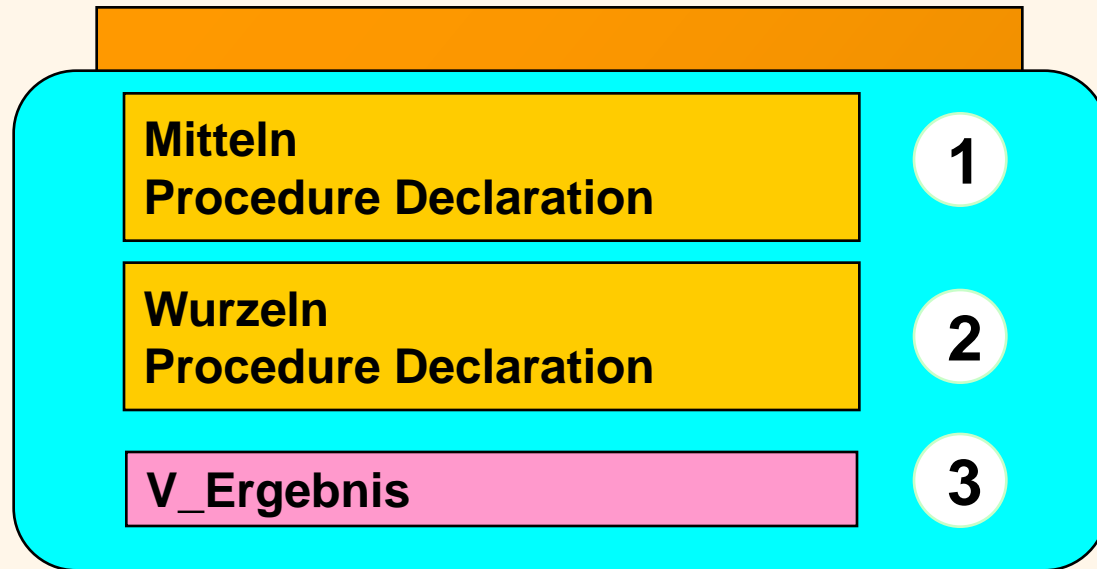 Mitteln
Procedure Declaration
1
Wurzeln
Procedure Declaration
2
V_Ergebnis
3